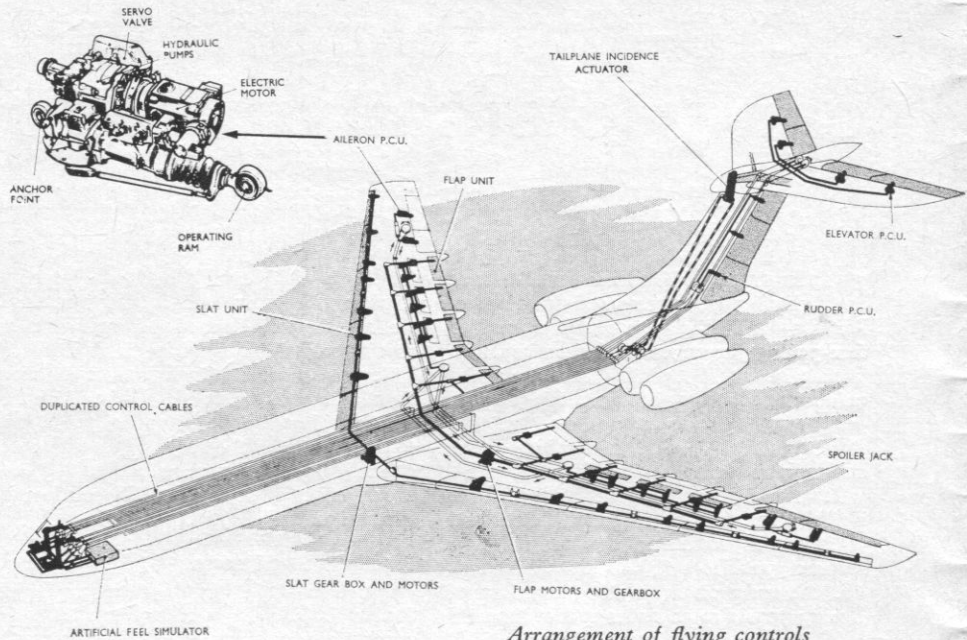 SERVO
VALVE
HYDRAULIC
PUMPS
ELECTRIC
MOTOR
ANCHOR
POINT
OPERATING
RAM
AILERON P.C.U.
TAILPLANE INCIDENCE
ACTUATOR
FLAP UNIT
ELEVATOR P.C.U.
RUDDER P.C.U.
SLAT UNIT
DUPLICATED CONTROL CABLES
SPOILER JACK
SLAT GEAR BOX AND MOTORS
FLAP MOTORS AND GEARBOX
ARTIFICIAL FEEL SIMULATOR
Arrangement of flying controls